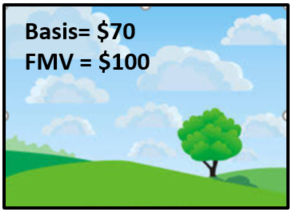 Basis= $70
FMV = $100